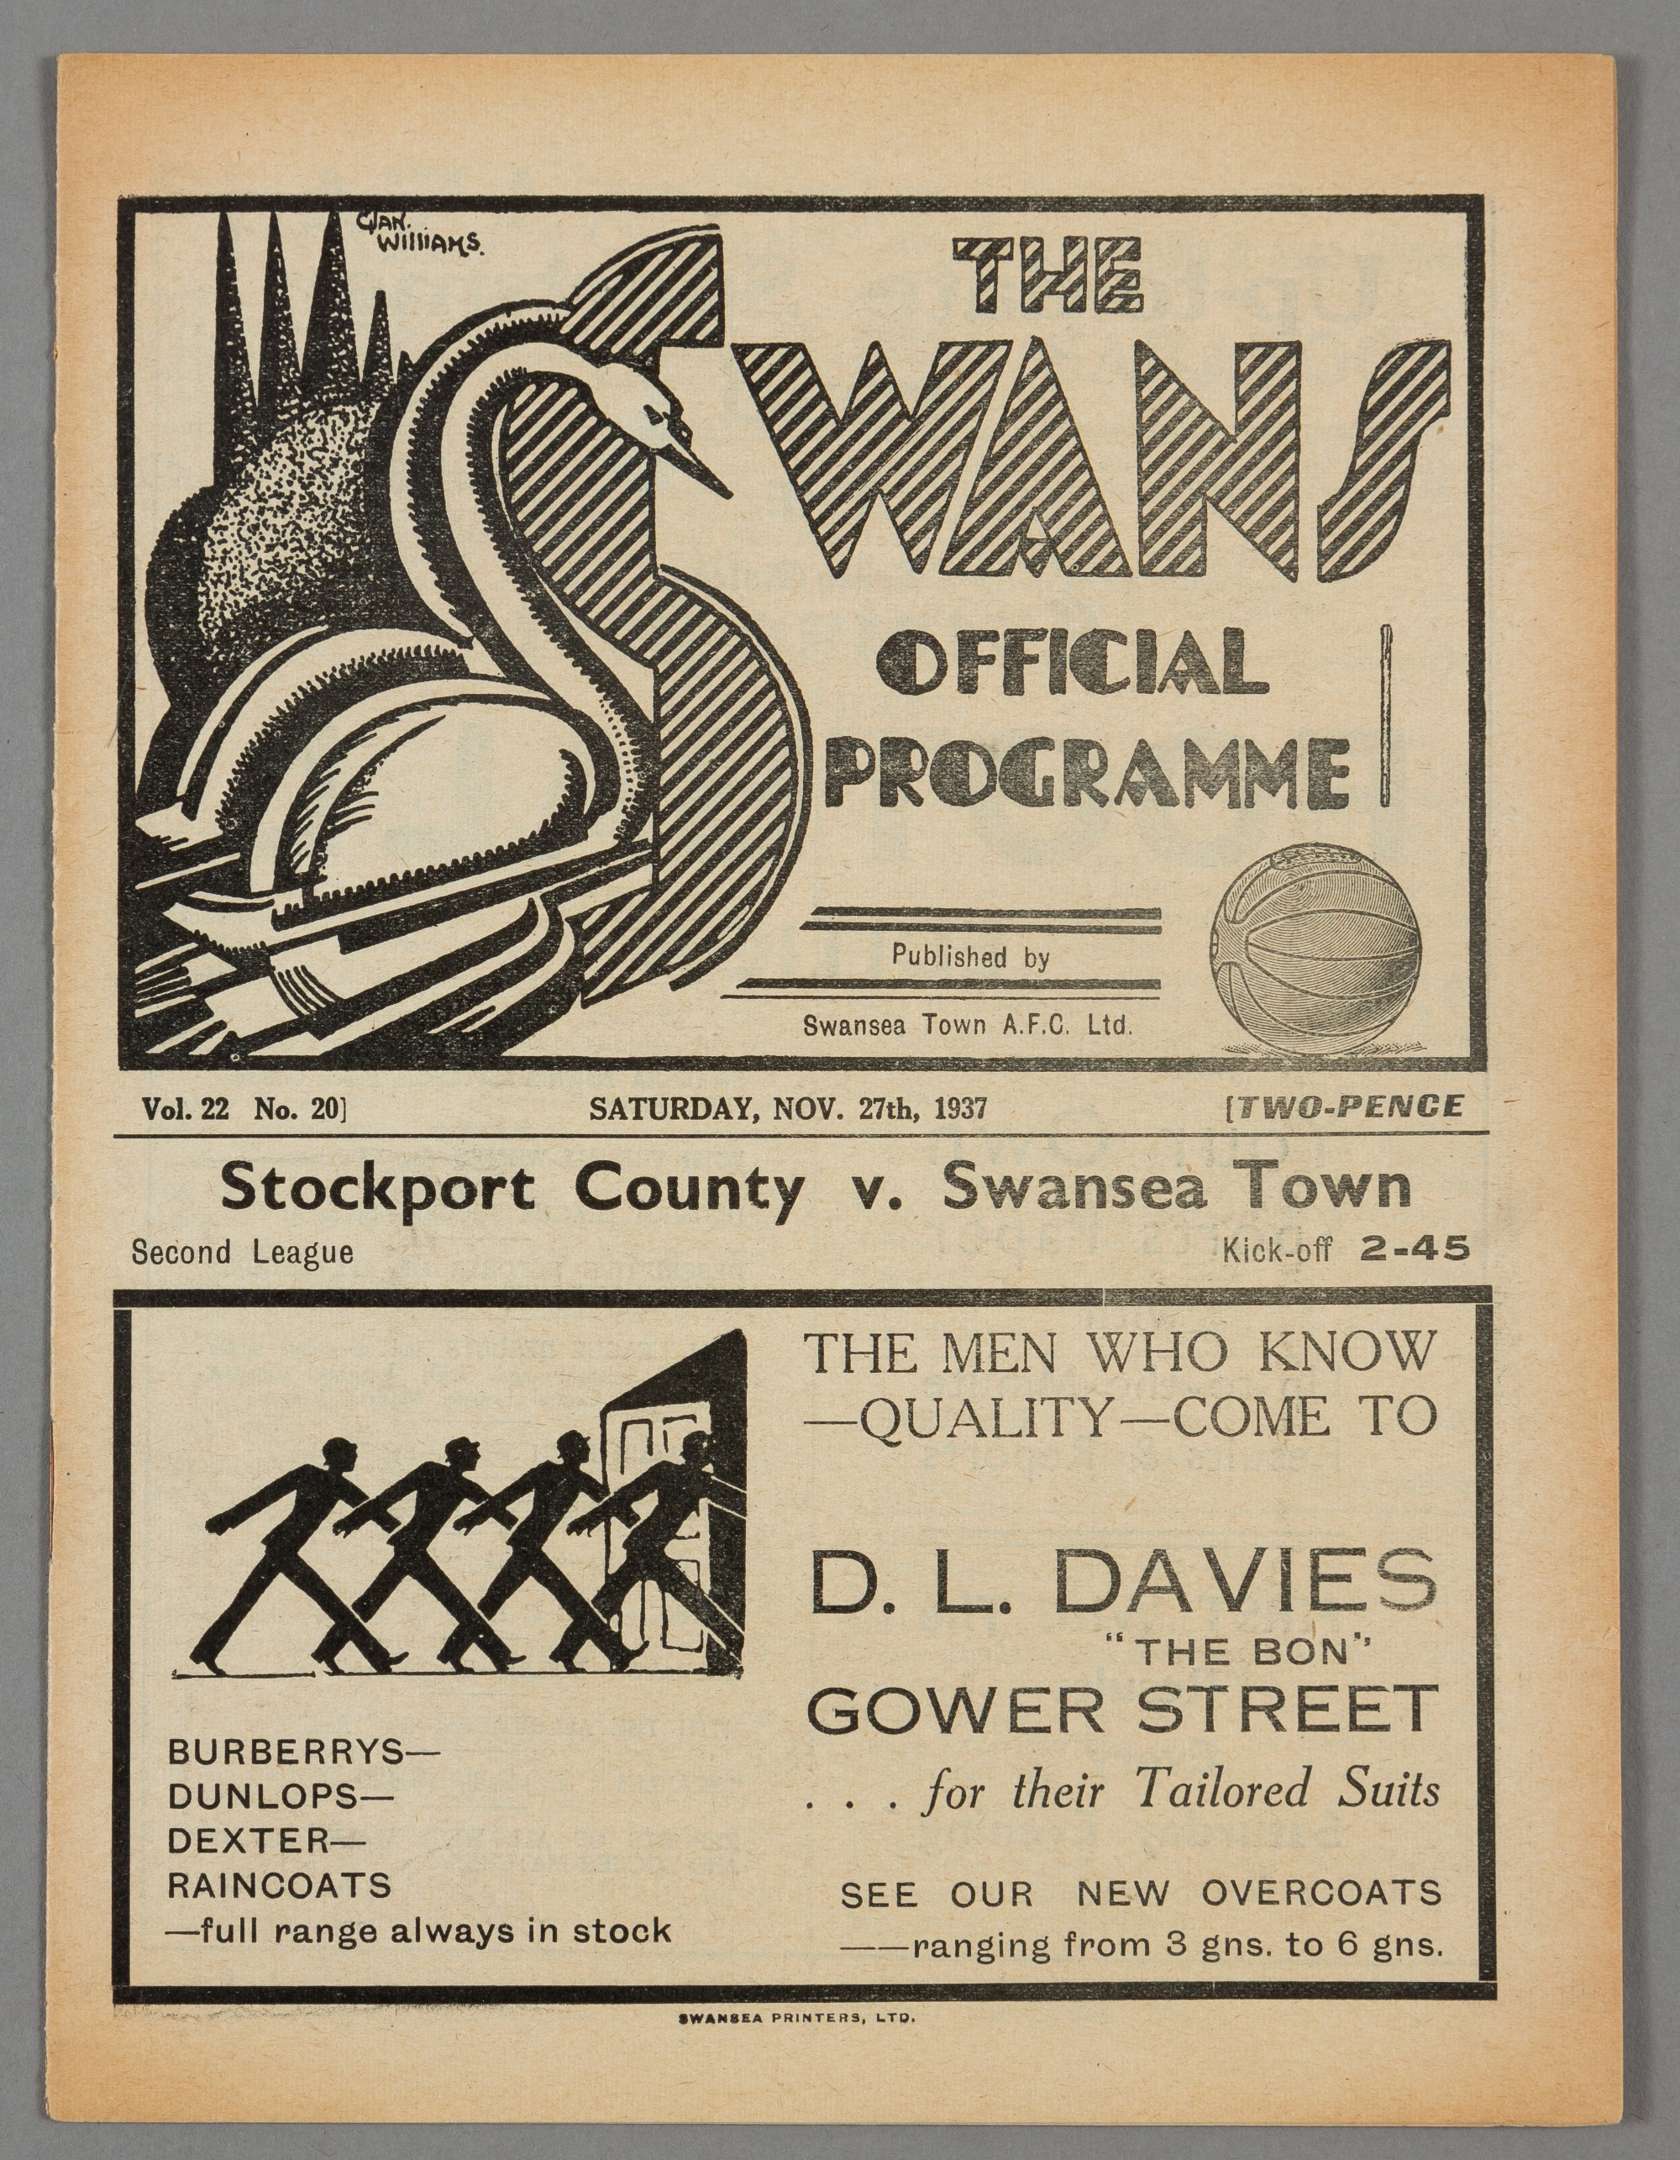 GWAN.
WILLIAMS.
THE
SWANS
OFFICIAL
PROGRAMME
Published by
Swansea Town A.F.C. Ltd.
Vol. 22 No. 20] SATURDAY, NOV. 27th, 1937 [TWO-PENCE
Stockport County v. Swansea Town
Second League Kick-off 2-45
THE MEN WHO KNOW
—QUALITY—COME TO
D. L. DAVIES
"THE BON"
GOWER STREET
. . . for their Tailored Suits
BURBERRYS—
DUNLOPS—
DEXTER—
RAINCOATS
—full range always in stock
SEE OUR NEW OVERCOATS
——ranging from 3 gns. to 6 gns.
SWANSEA PRINTERS, LTD.